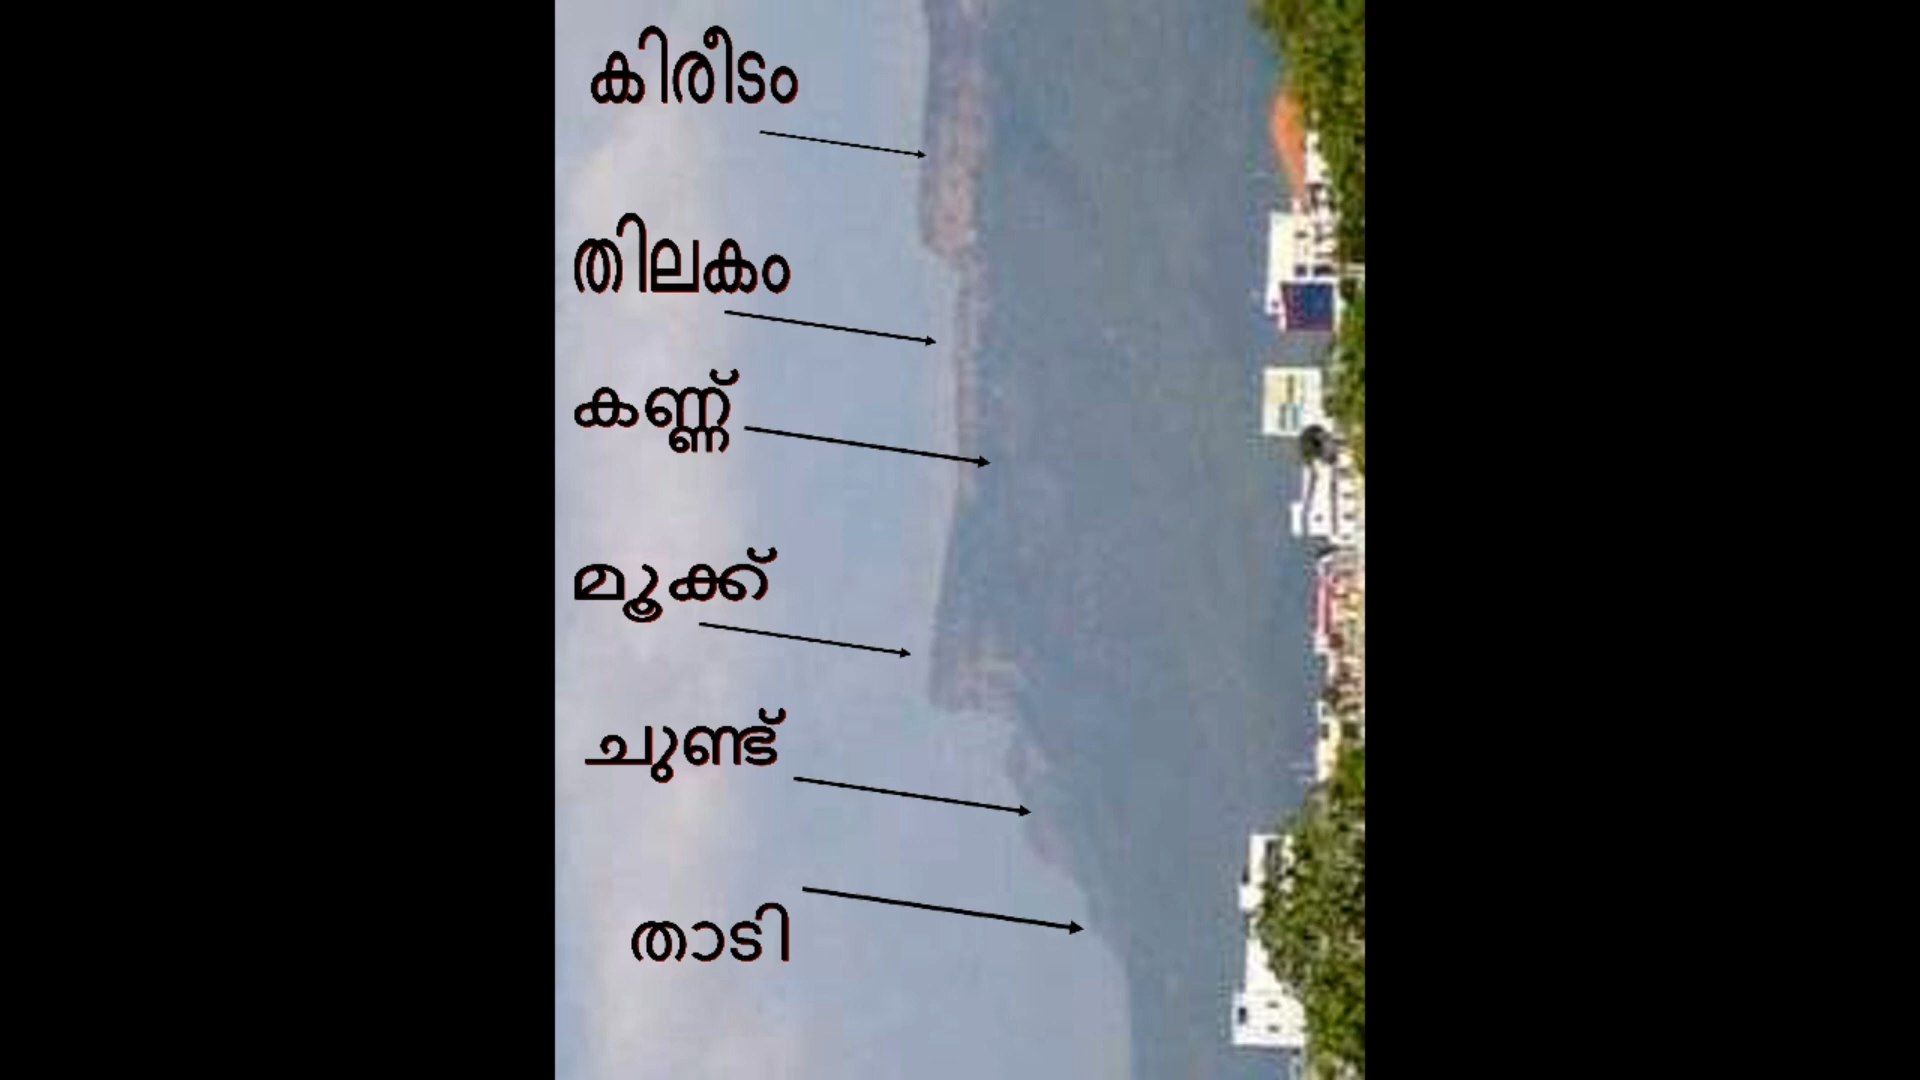 കിരീടം
തിലകം
കണ്ണ്
മൂക്ക്
ചുണ്ട്
താടി